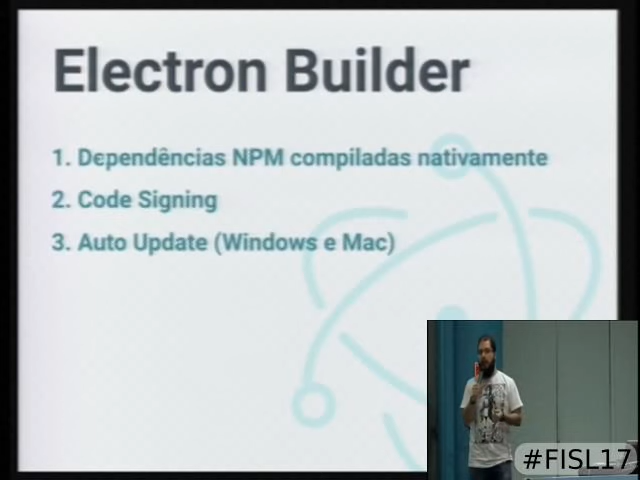 Electron Builder
1. Dependências NPM compiladas nativamente
2. Code Signing
3. Auto Update (Windows e Mac)
#FISL17